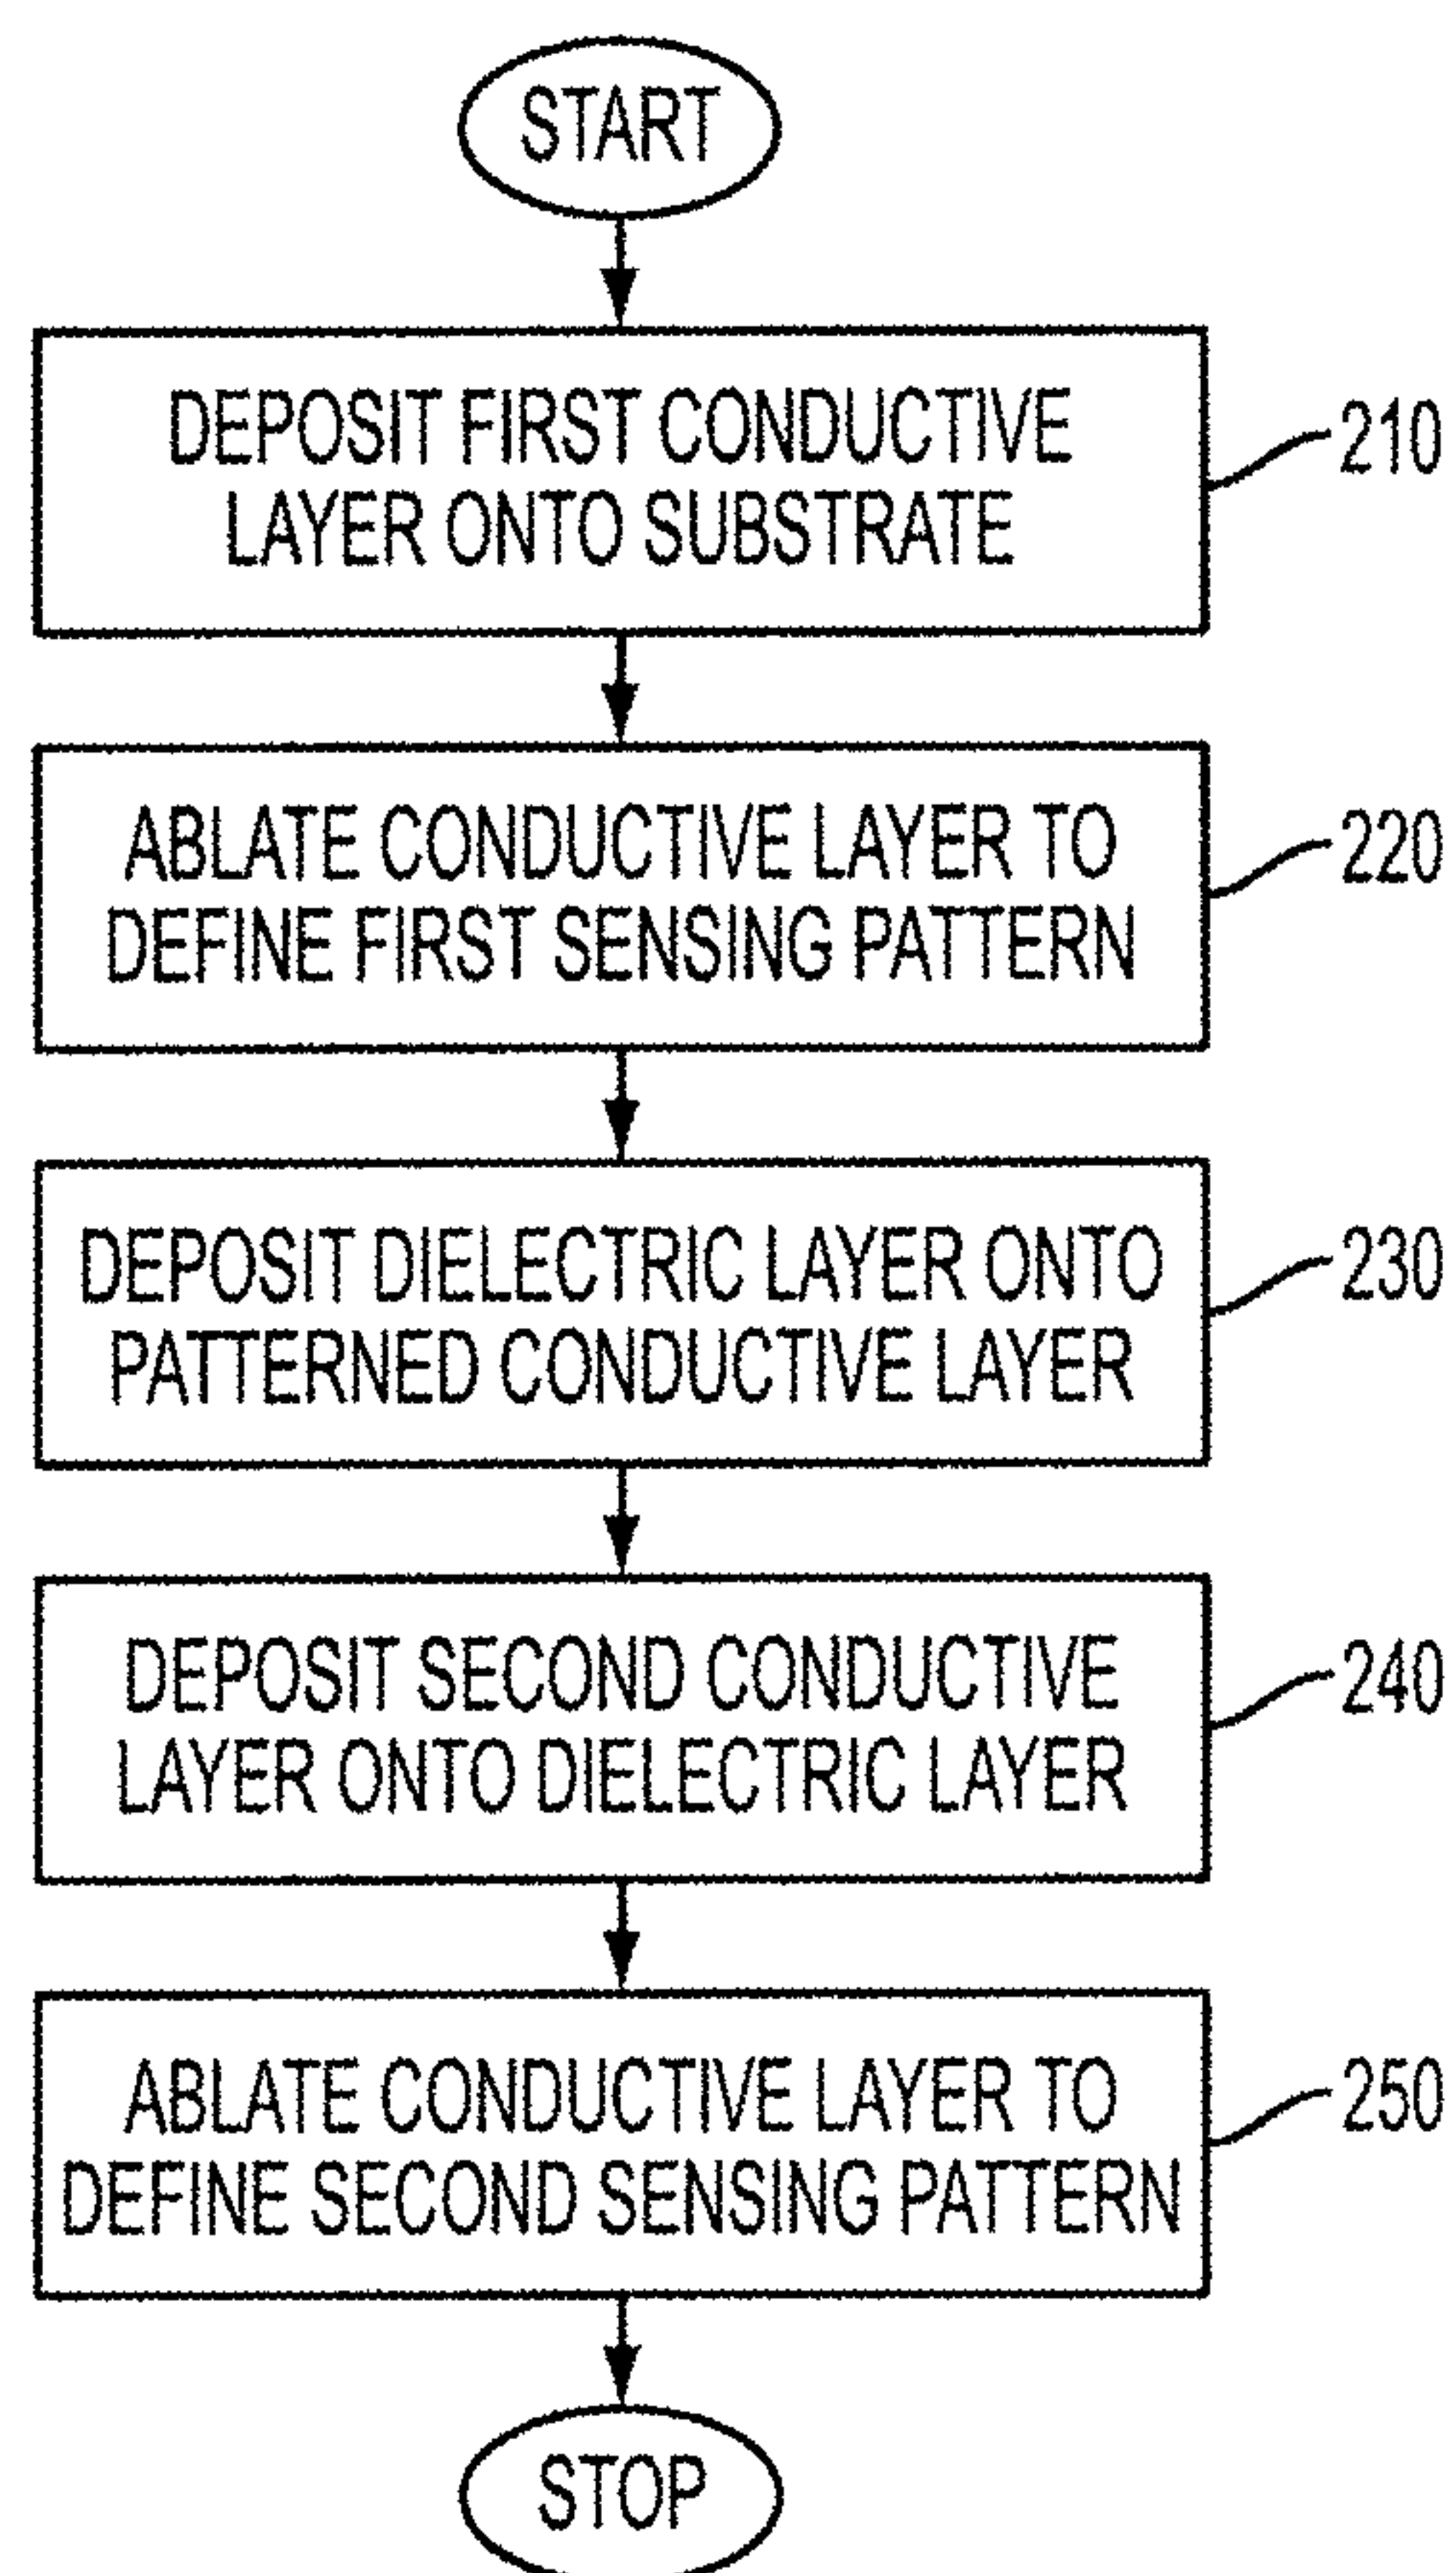 START
DEPOSIT FIRST CONDUCTIVE
LAYER ONTO SUBSTRATE
210
ABLATE CONDUCTIVE LAYER TO
DEFINE FIRST SENSING PATTERN
220
DEPOSIT DIELECTRIC LAYER ONTO
PATTERNED CONDUCTIVE LAYER
230
DEPOSIT SECOND CONDUCTIVE
LAYER ONTO DIELECTRIC LAYER
240
ABLATE CONDUCTIVE LAYER TO
DEFINE SECOND SENSING PATTERN
250
STOP